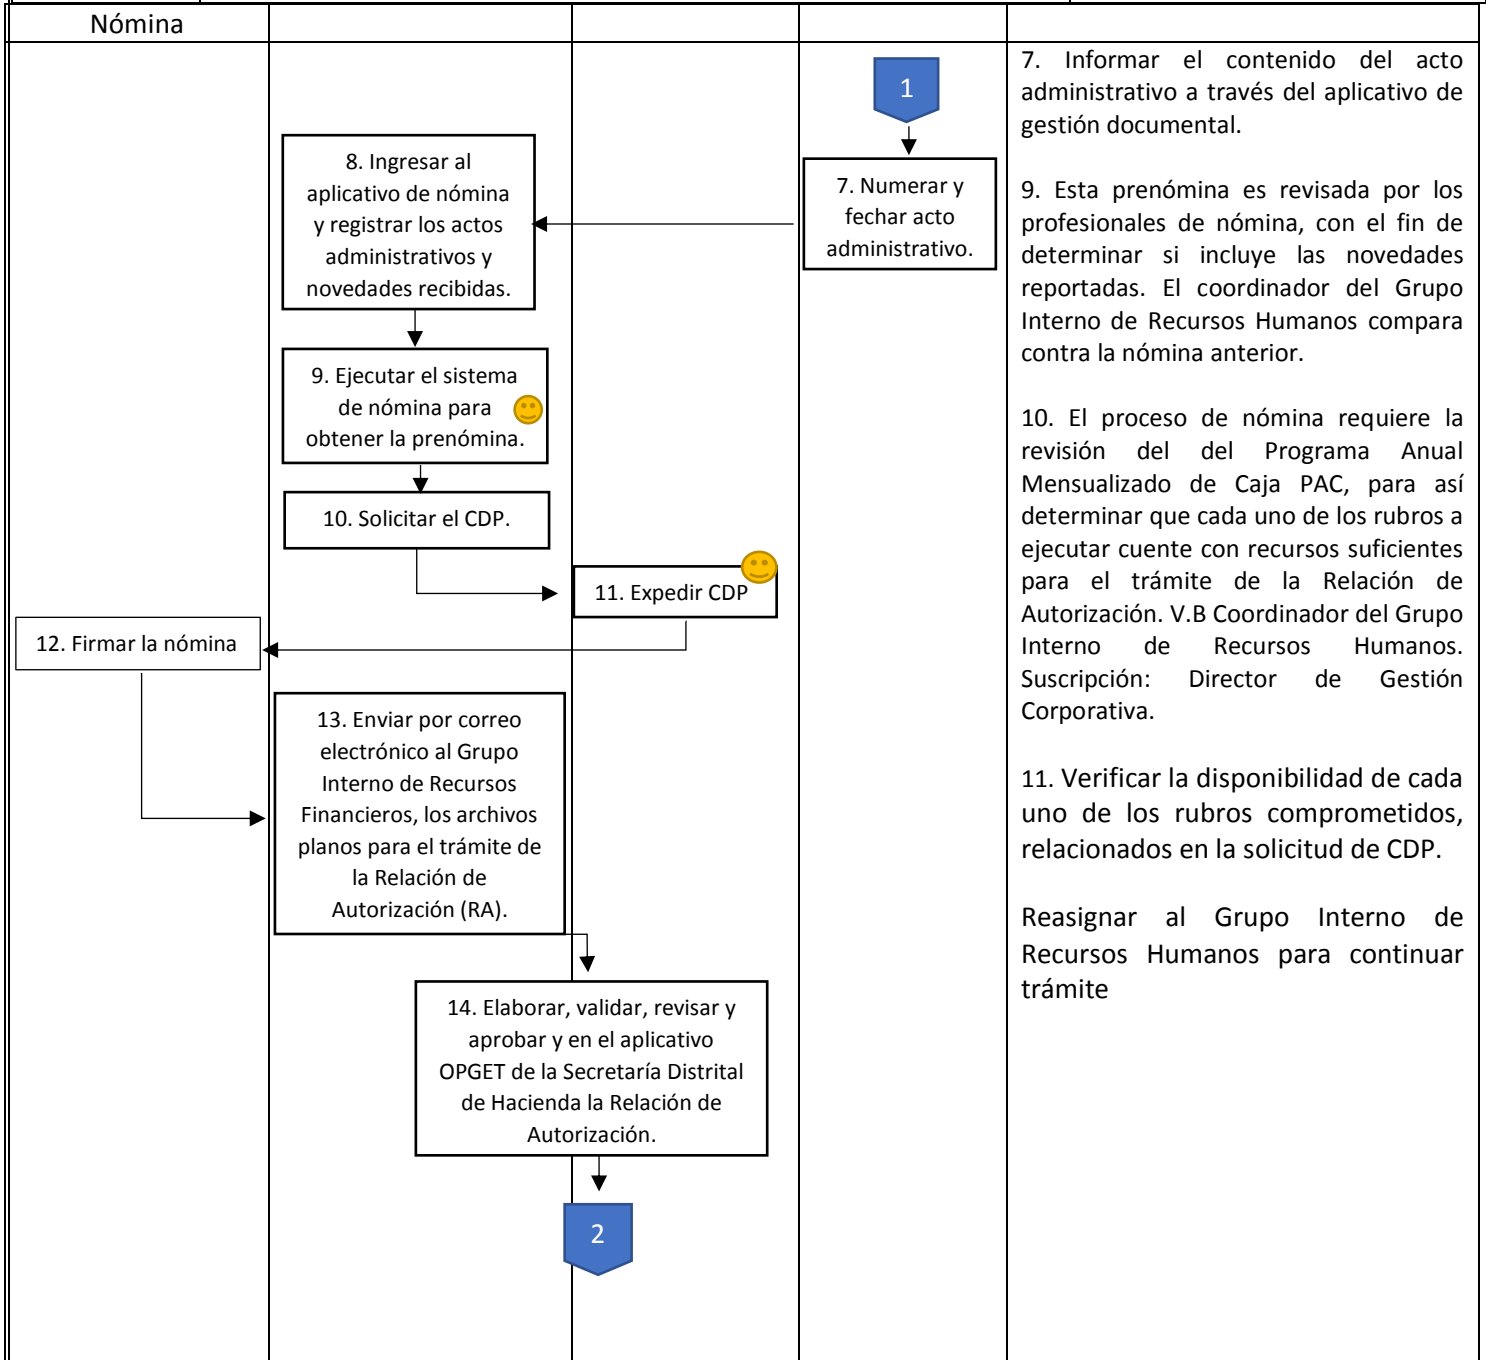 Nómina
1
7. Numerar y
fechar acto
administrativo.
8. Ingresar al
aplicativo de nómina
y registrar los actos
administrativos y
novedades recibidas.
9. Ejecutar el sistema
de nómina para
obtener la prenómina.
10. Solicitar el CDP.
11. Expedir CDP
12. Firmar la nómina
13. Enviar por correo
electrónico al Grupo
Interno de Recursos
Financieros, los archivos
planos para el trámite de
la Relación de
Autorización (RA).
14. Elaborar, validar, revisar y
aprobar y en el aplicativo
OPGET de la Secretaría Distrital
de Hacienda la Relación de
Autorización.
2
7. Informar el contenido del acto
administrativo a través del aplicativo de
gestión documental.
9. Esta prenómina es revisada por los
profesionales de nómina, con el fin de
determinar si incluye las novedades
reportadas. El coordinador del Grupo
Interno de Recursos Humanos compara
contra la nómina anterior.
10. El proceso de nómina requiere la
revisión del del Programa Anual
Mensualizado de Caja PAC, para así
determinar que cada uno de los rubros a
ejecutar cuente con recursos suficientes
para el trámite de la Relación de
Autorización. V.B Coordinador del Grupo
Interno de Recursos Humanos.
Suscripción: Director de Gestión
Corporativa.
11. Verificar la disponibilidad de cada
uno de los rubros comprometidos,
relacionados en la solicitud de CDP.
Reasignar al Grupo Interno de
Recursos Humanos para continuar
trámite